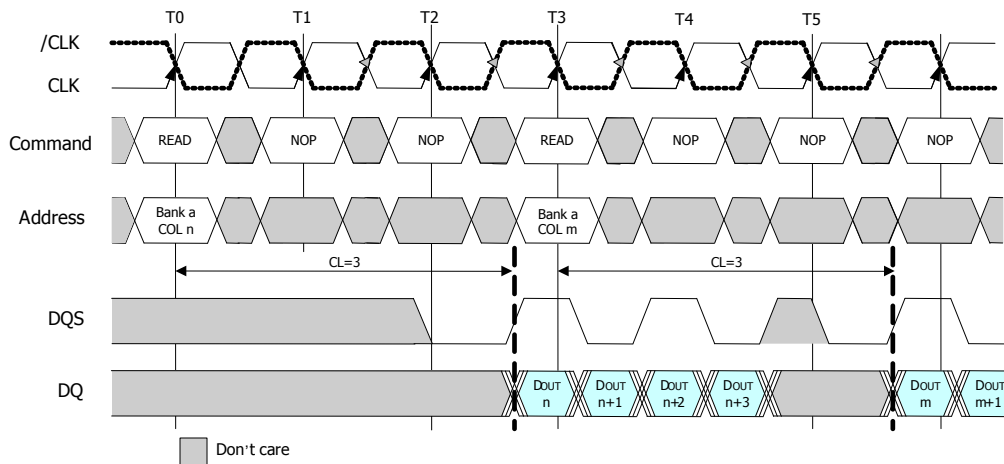 T0 T1 T2 T3 T4 T5
/CLK
CLK
Command READ NOP NOP READ NOP NOP NOP
Address Bank a Bank a
COL n COL m
CL=3 CL=3
DQS
DQ DOUT DOUT DOUT DOUT DOUT DOUT
n n+1 n+2 n+3 m m+1
Don't care